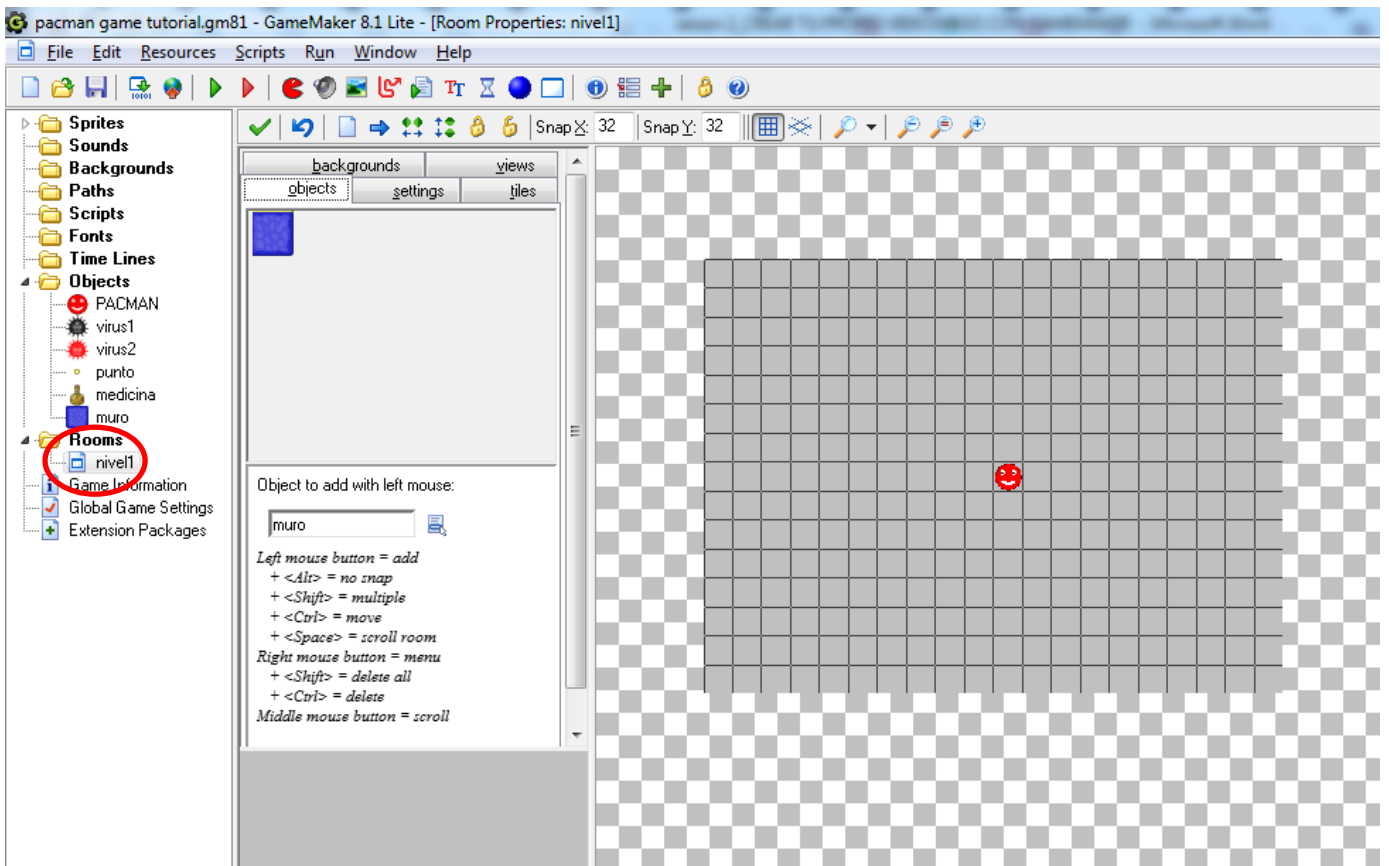 pacman game tutorial.gm81 - GameMaker 8.1 Lite - [Room Properties: nivel1]
File Edit Resources Scripts Run Window Help
Snap X: 32 Snap Y: 32
Sprites
Sounds
Backgrounds
Paths
Scripts
Fonts
Time Lines
Objects
PACMAN
virus1
virus2
punto
medicina
muro
Rooms
nivel1
Game Information
Global Game Settings
Extension Packages
backgrounds views
objects settings tiles
Object to add with left mouse:
muro
Left mouse button = add
+ <Alt> = no snap
+ <Shift> = multiple
+ <Ctrl> = move
+ <Space> = scroll room
Right mouse button = menu
+ <Shift> = delete all
+ <Ctrl> = delete
Middle mouse button = scroll